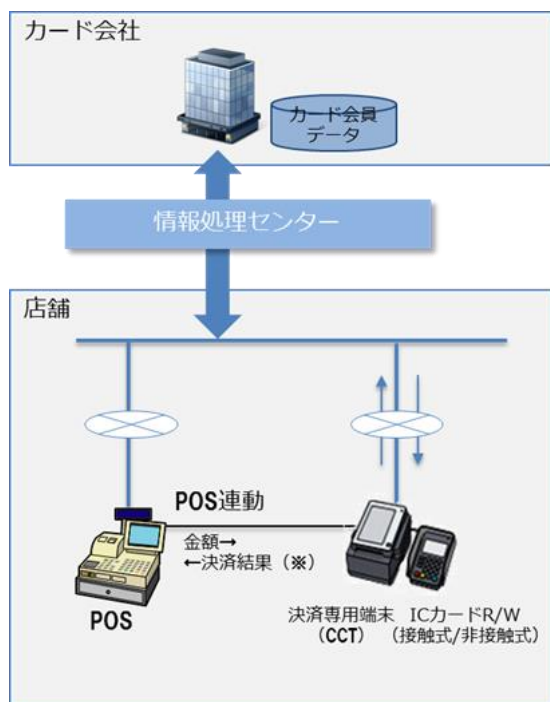 カード会社
カード会員
データ
情報処理センター
店舗
POS連動
金額→
←決済結果（※）
POS
決済専用端末　ICカードR/W
（CCT）　（接触式/非接触式）